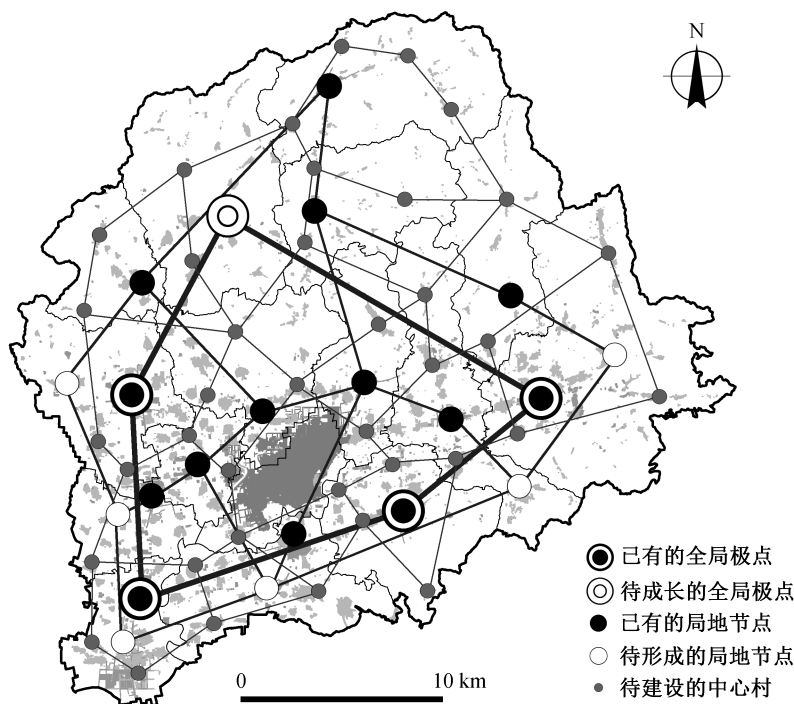 N
已有的全局极点
待成长的全局极点
已有的局地节点
待形成的局地节点
待建设的中心村
0 10 km